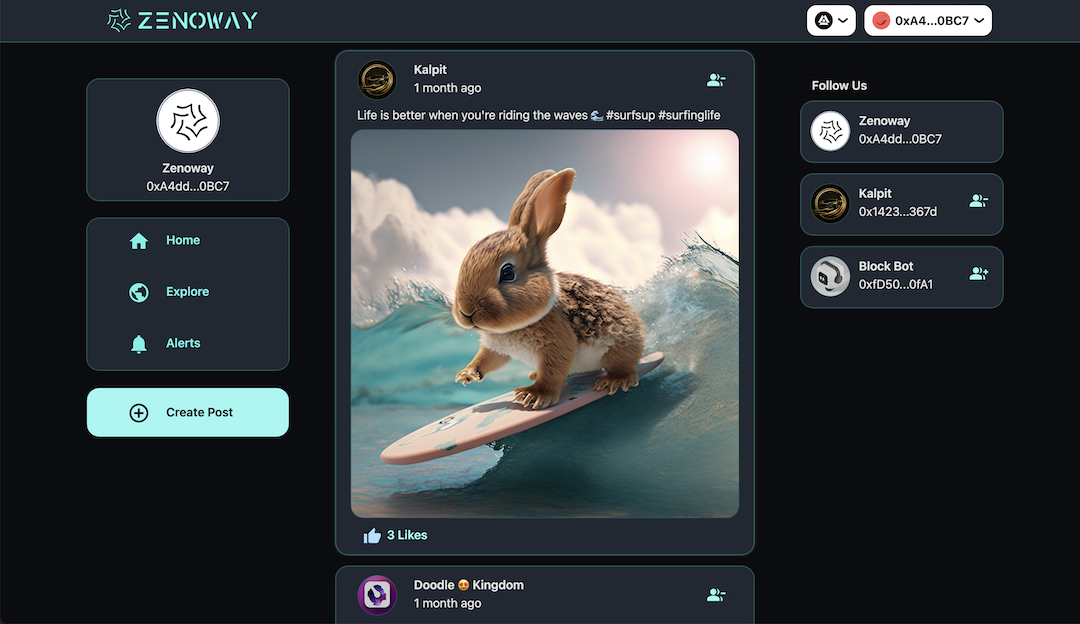 ZENOWAY
0xA4...0BC7
Zenoway
0xA4dd...0BC7
Home
Explore
Alerts
Create Post
Kalpit
1 month ago
Life is better when you're riding the waves 🌊 #surfsup #surfinglife
3 Likes
Doodle 😍 Kingdom
1 month ago
Follow Us
Zenoway
0xA4dd...0BC7
Kalpit
0x1423...367d
Block Bot
0xfD50...0fA1